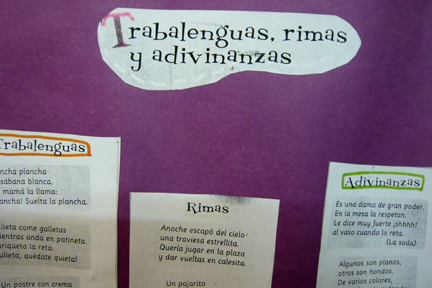 Trabalenguas, rimas
y adivinanzas
Trabalenguas
ncha plancha
sábana blanca.
mamá la llama:
ancha! Suelta la plancha.
ulieta come galletas
ientras anda en patineta.
ariqueta la reta:
ulieta, quédate quieta!
Un postre con crema
Rimas
Anoche escapó del cielo
una traviesa estrellita.
Quería jugar en la plaza
y dar vueltas en calesita.
Un pajarito
Adivinanzas
Es una dama de gran poder.
En la mesa la respetan.
Le dice muy fuerte ¡shhhh!
al vaso cuando lo reta.
(La soda)
Algunos son planos,
otros son hondos.
De varios colores,